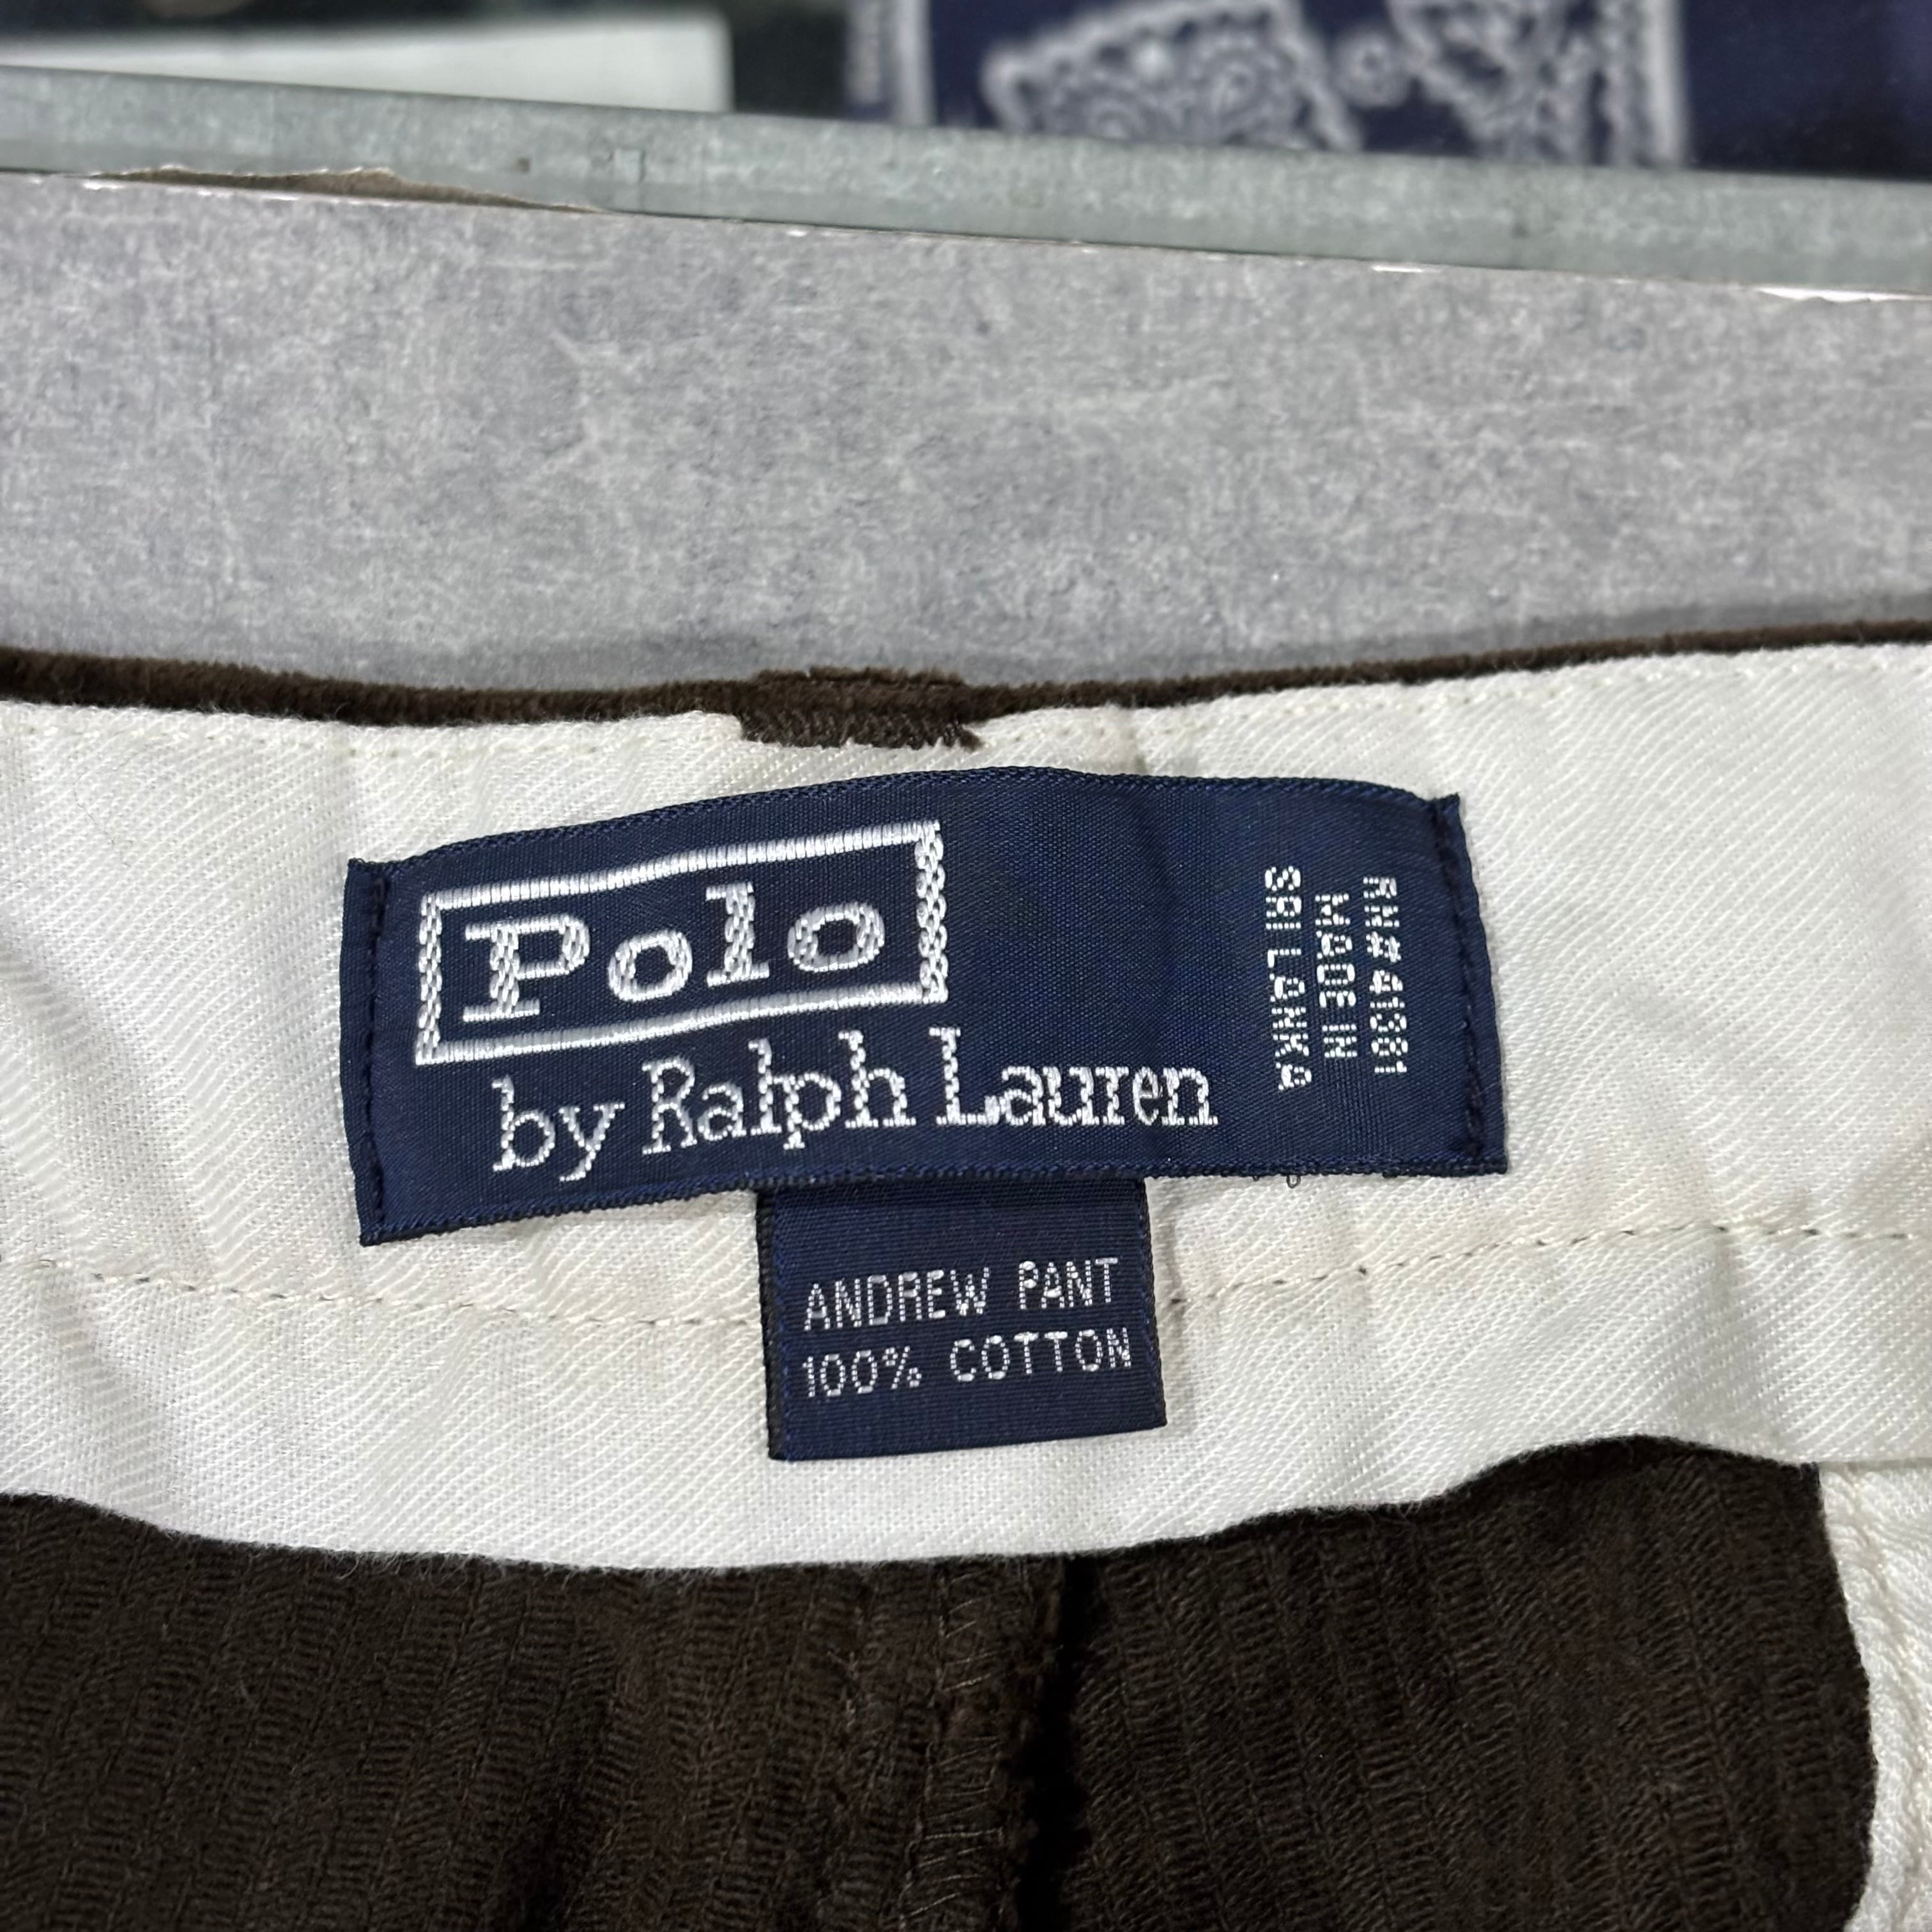 Polo
by Ralph Lauren
RN# 41381
MADE IN
SRI LANKA
ANDREW PANT
100% COTTON